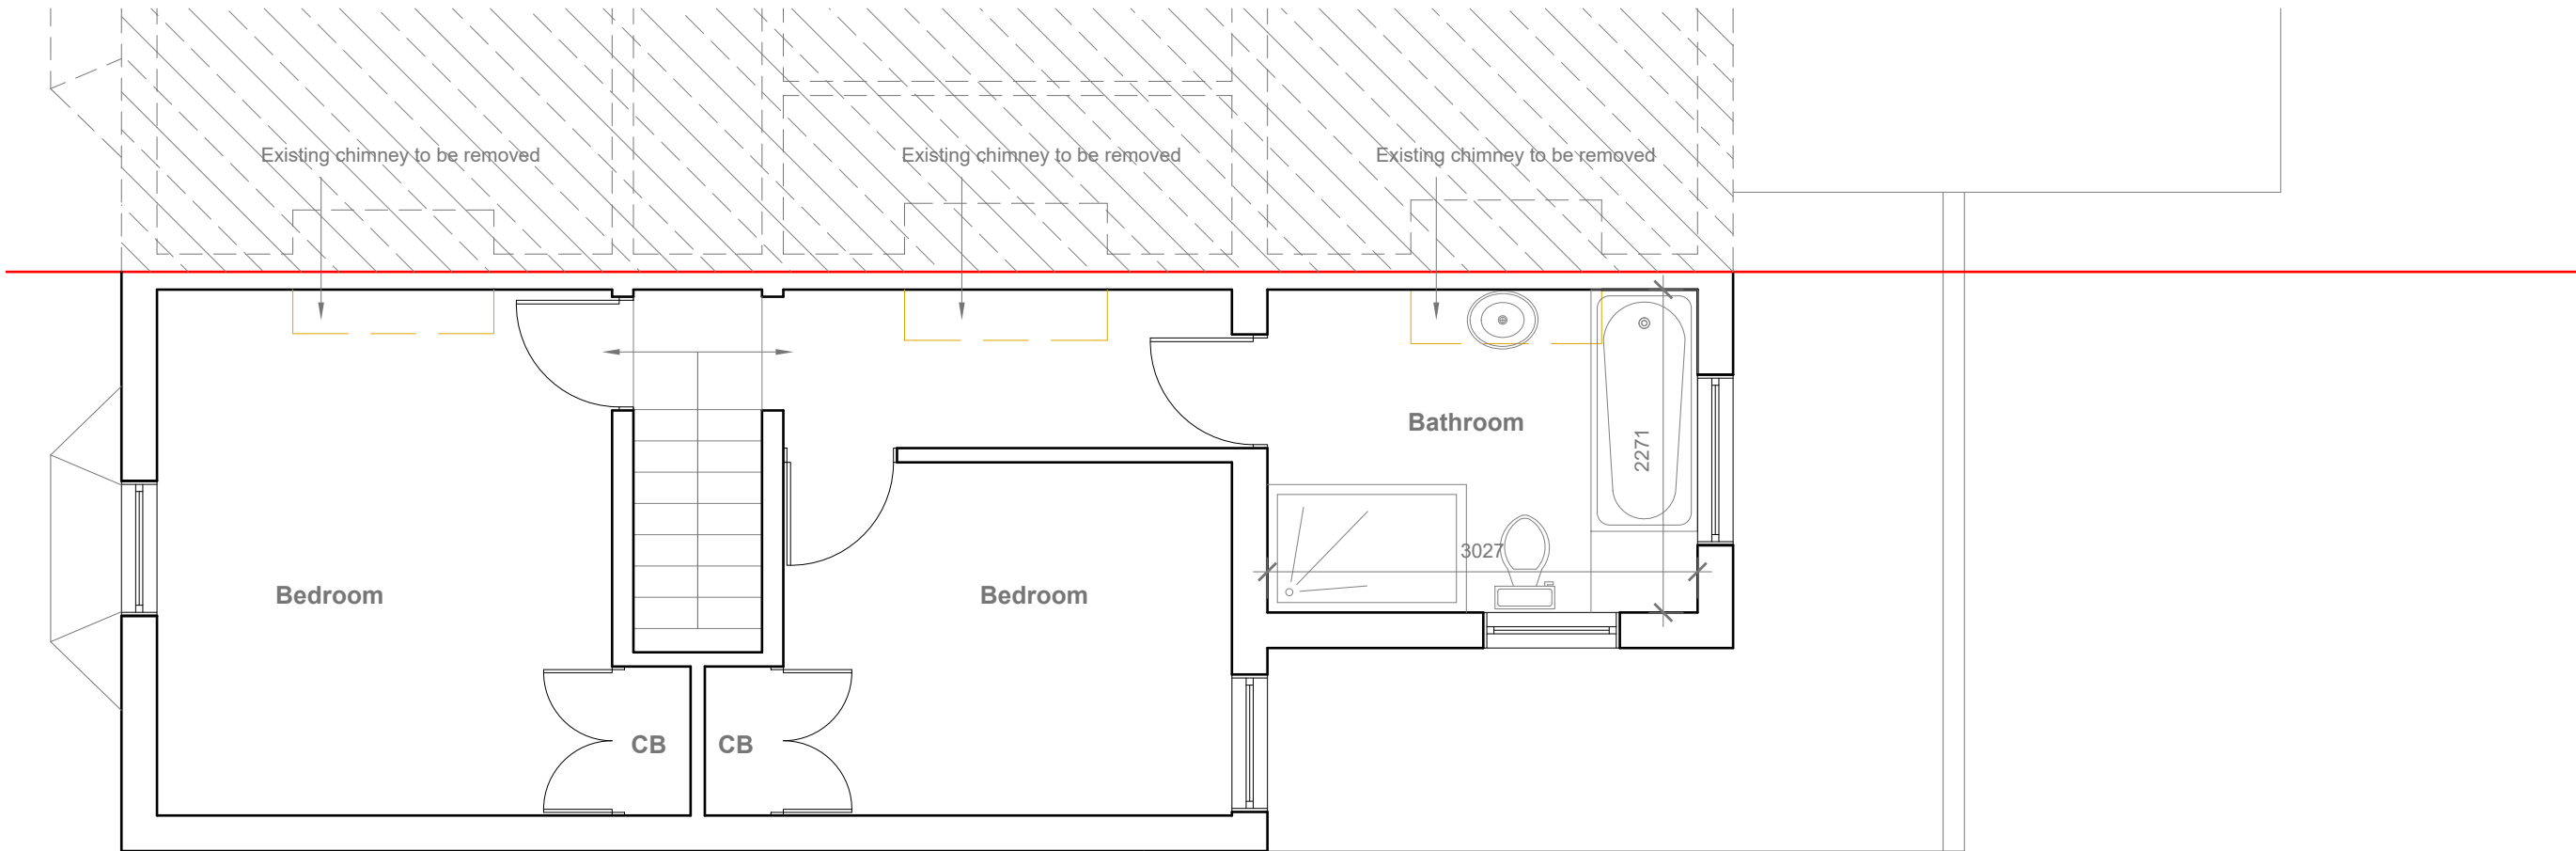 Existing chimney to be removed
Existing chimney to be removed
Existing chimney to be removed
Bathroom
2271
3027
Bedroom
Bedroom
CB
CB